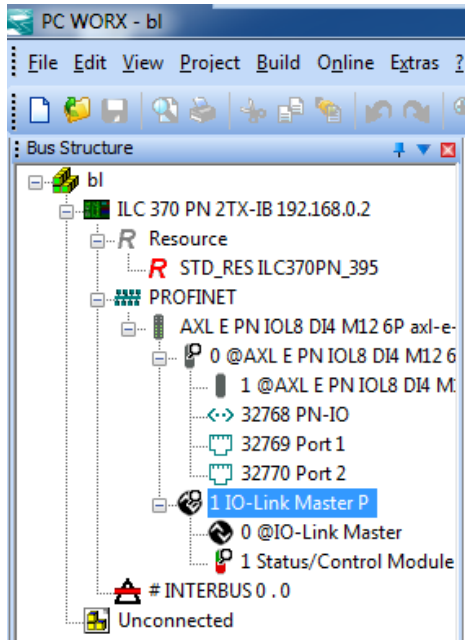 PC WORX - bl
File Edit View Project Build Online Extras ?
Bus Structure
bl
ILC 370 PN 2TX-IB 192.168.0.2
R Resource
R STD_RES ILC370PN_395
PROFINET
AXL E PN IOL8 DI4 M12 6P axl-e-
0 @AXL E PN IOL8 DI4 M12 6
1 @AXL E PN IOL8 DI4 M
32768 PN-IO
32769 Port 1
32770 Port 2
1 IO-Link Master P
0 @IO-Link Master
1 Status/Control Module
# INTERBUS 0 . 0
Unconnected